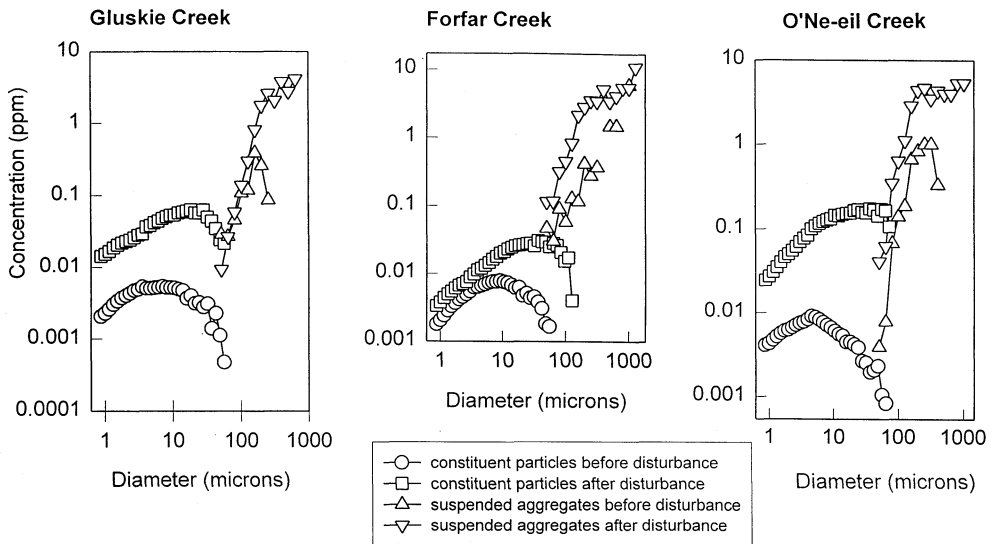 Gluskie Creek
Forfar Creek
O'Ne-eil Creek
Concentration (ppm)
10
1
0.1
0.01
0.001
0.0001
1
10
100
1000
Diameter (microns)
10
1
0.1
0.01
0.001
1
10
100
1000
Diameter (microns)
10
1
0.1
0.01
0.001
1
10
100
1000
Diameter (microns)
constituent particles before disturbance
constituent particles after disturbance
suspended aggregates before disturbance
suspended aggregates after disturbance